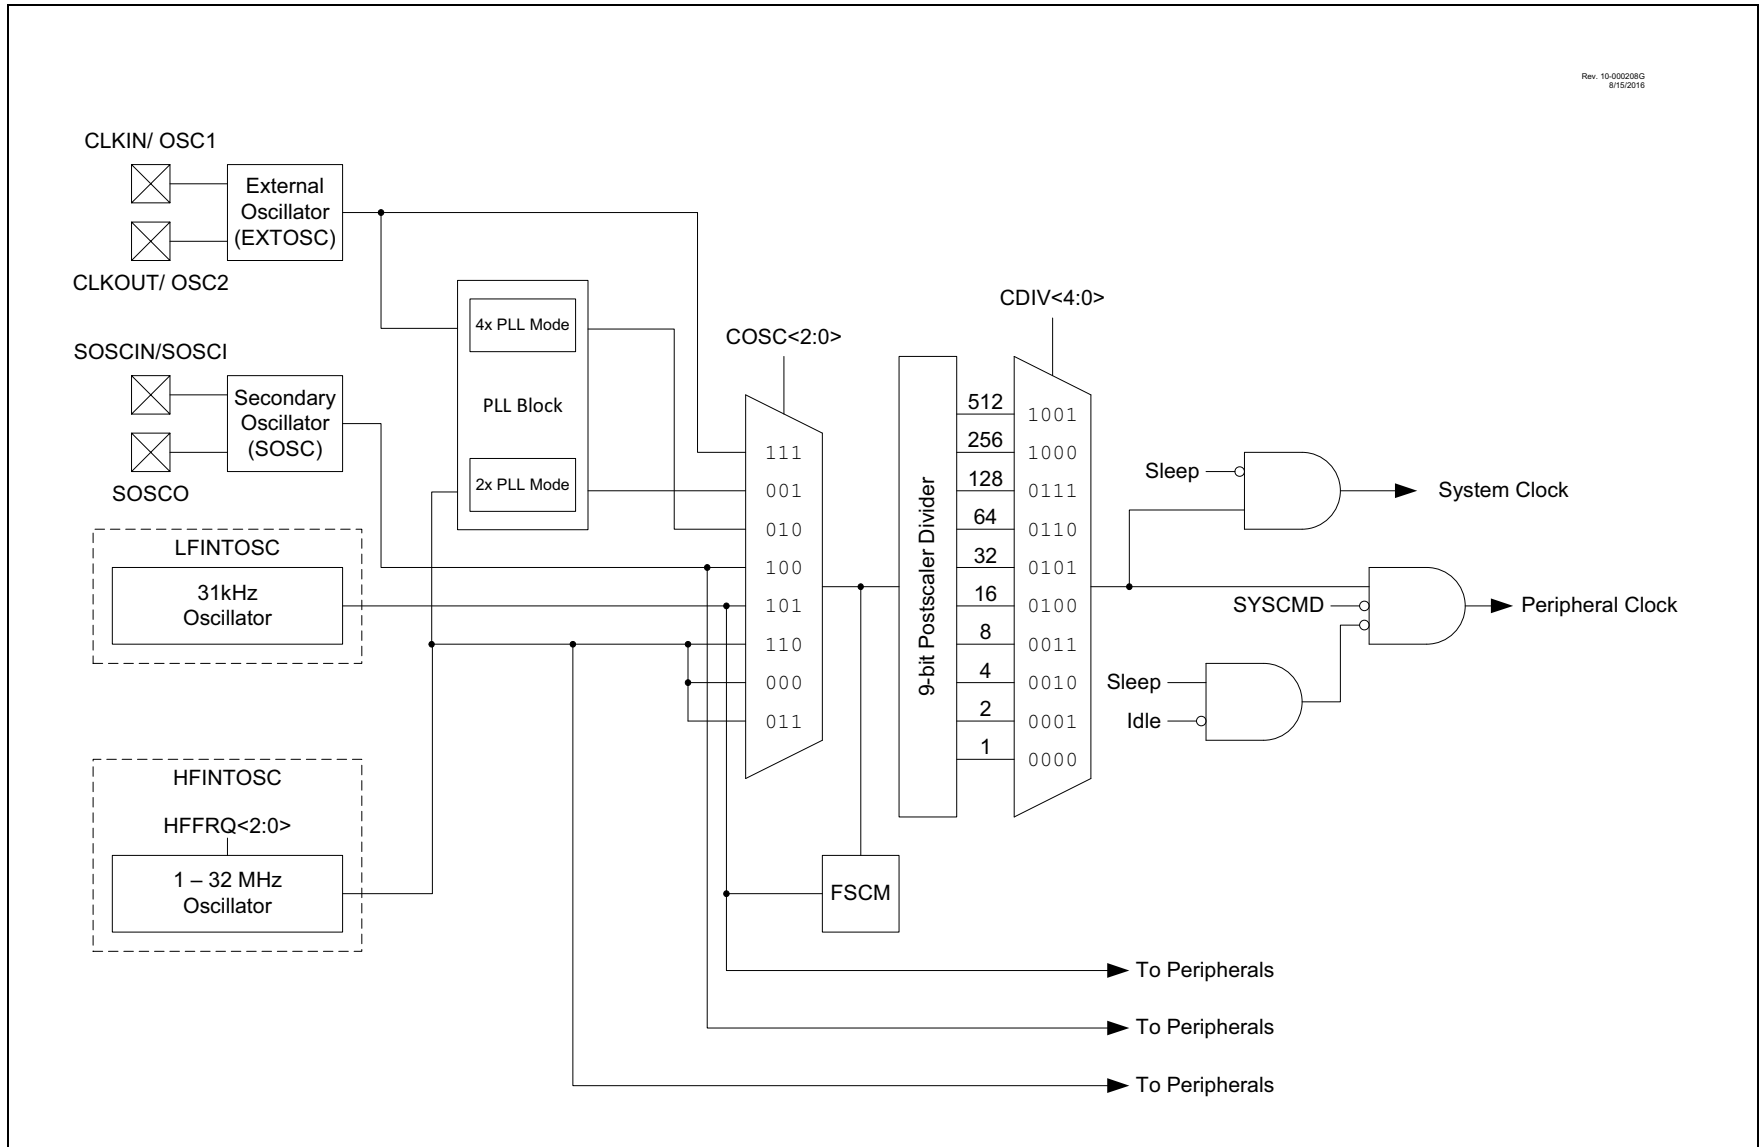 Rev. 10-000208G
8/15/2016
CLKIN/ OSC1
External
Oscillator
(EXTOSC)
CLKOUT/ OSC2
SOSCIN/SOSCI
Secondary
Oscillator
(SOSC)
SOSCO
LFINTOSC
31kHz
Oscillator
HFINTOSC
HFFRQ<2:0>
1 – 32 MHz
Oscillator
4x PLL Mode
PLL Block
2x PLL Mode
COSC<2:0>
111
001
010
100
101
110
000
011
FSCM
9-bit Postscaler Divider
512
256
128
64
32
16
8
4
2
1
CDIV<4:0>
1001
1000
0111
0110
0101
0100
0011
0010
0001
0000
Sleep
System Clock
SYSCMD
Peripheral Clock
Sleep
Idle
To Peripherals
To Peripherals
To Peripherals